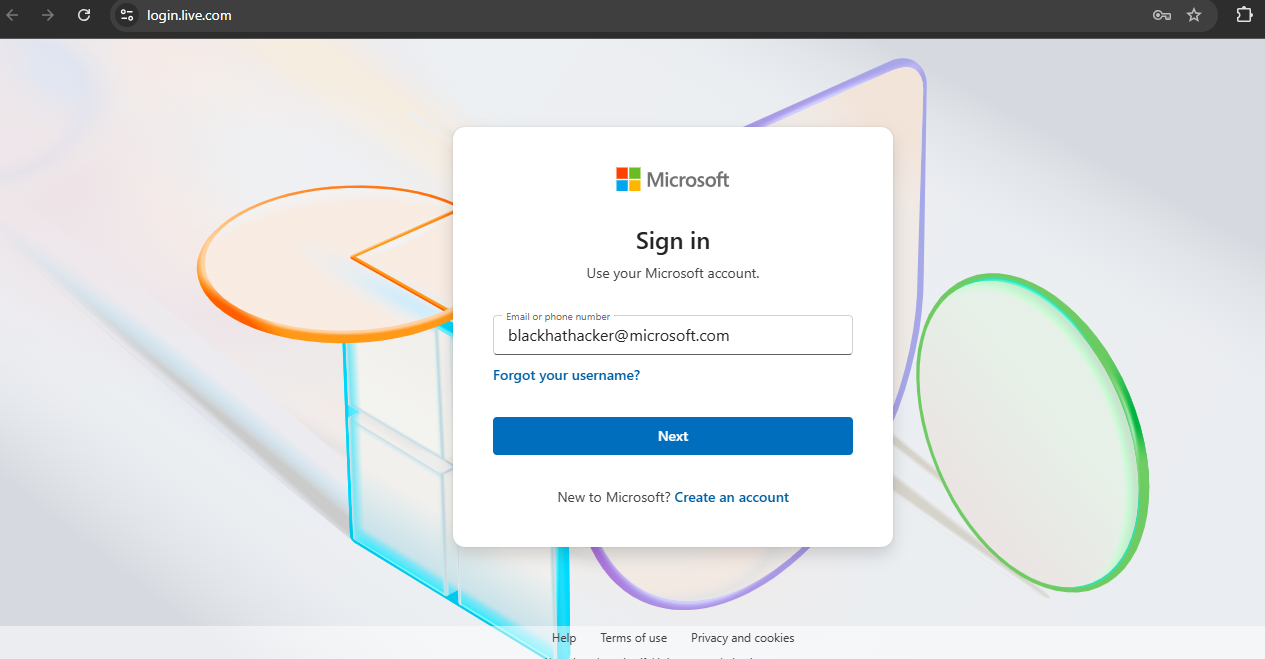 login.live.com
Microsoft
Sign in
Use your Microsoft account.
Email or phone number
blackhathacker@microsoft.com
Forgot your username?
Next
New to Microsoft? Create an account
Help Terms of use Privacy and cookies